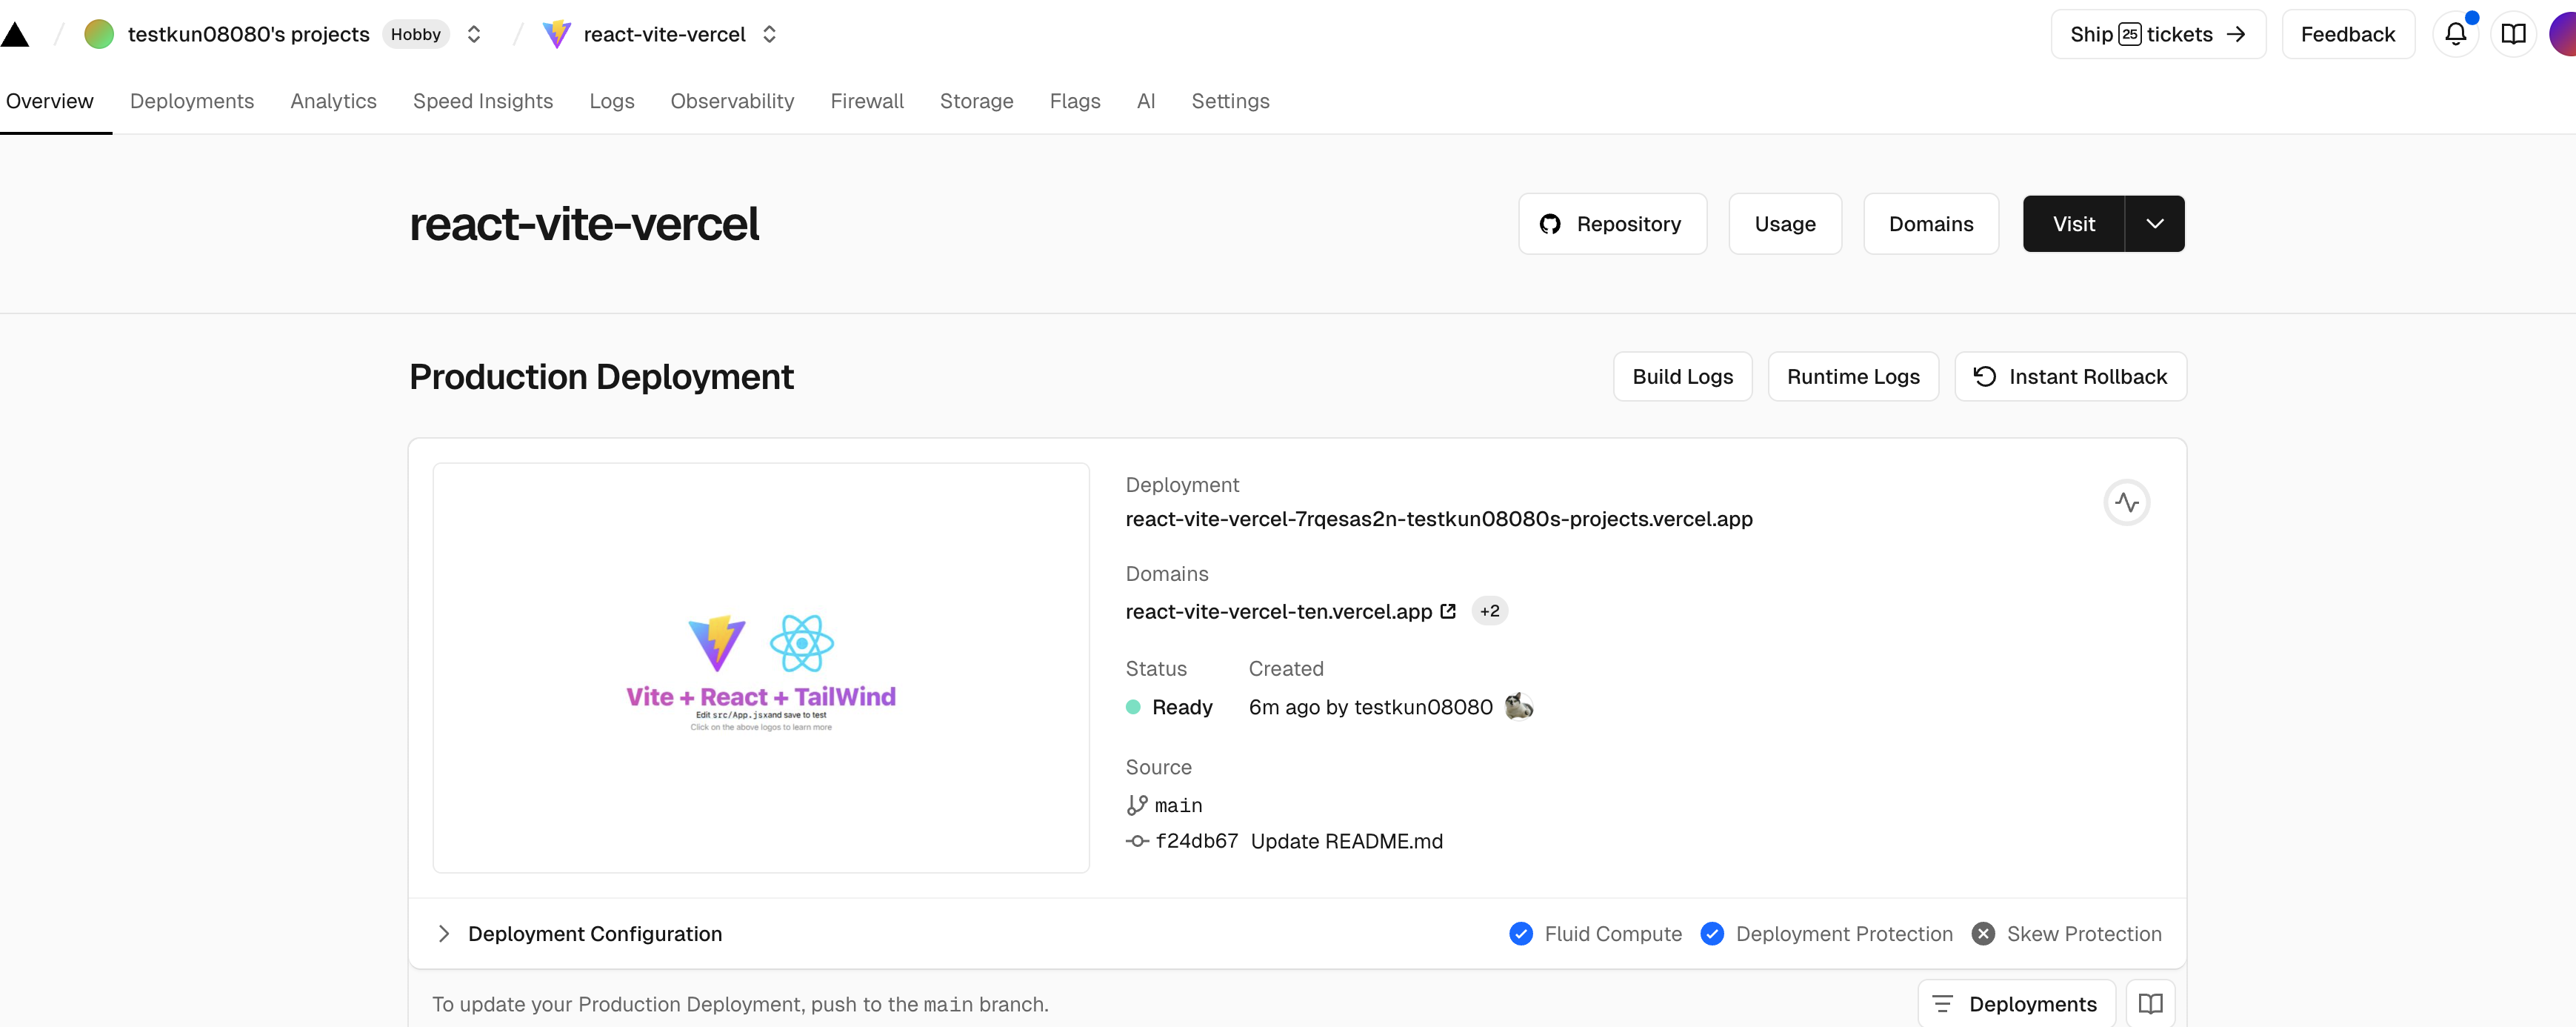 testkun08080's projects Hobby react-vite-vercel Ship 25 tickets → Feedback
Overview Deployments Analytics Speed Insights Logs Observability Firewall Storage Flags AI Settings
react-vite-vercel Repository Usage Domains Visit
Production Deployment Build Logs Runtime Logs Instant Rollback
Deployment
react-vite-vercel-7rqesas2n-testkun08080s-projects.vercel.app
Domains
react-vite-vercel-ten.vercel.app +2
Status Created
Ready 6m ago by testkun08080
Source
main
f24db67 Update README.md
Vite + React + TailWind
Edit src/App.jsxand save to test
Click on the above logos to learn more
Deployment Configuration Fluid Compute Deployment Protection Skew Protection
To update your Production Deployment, push to the main branch. Deployments